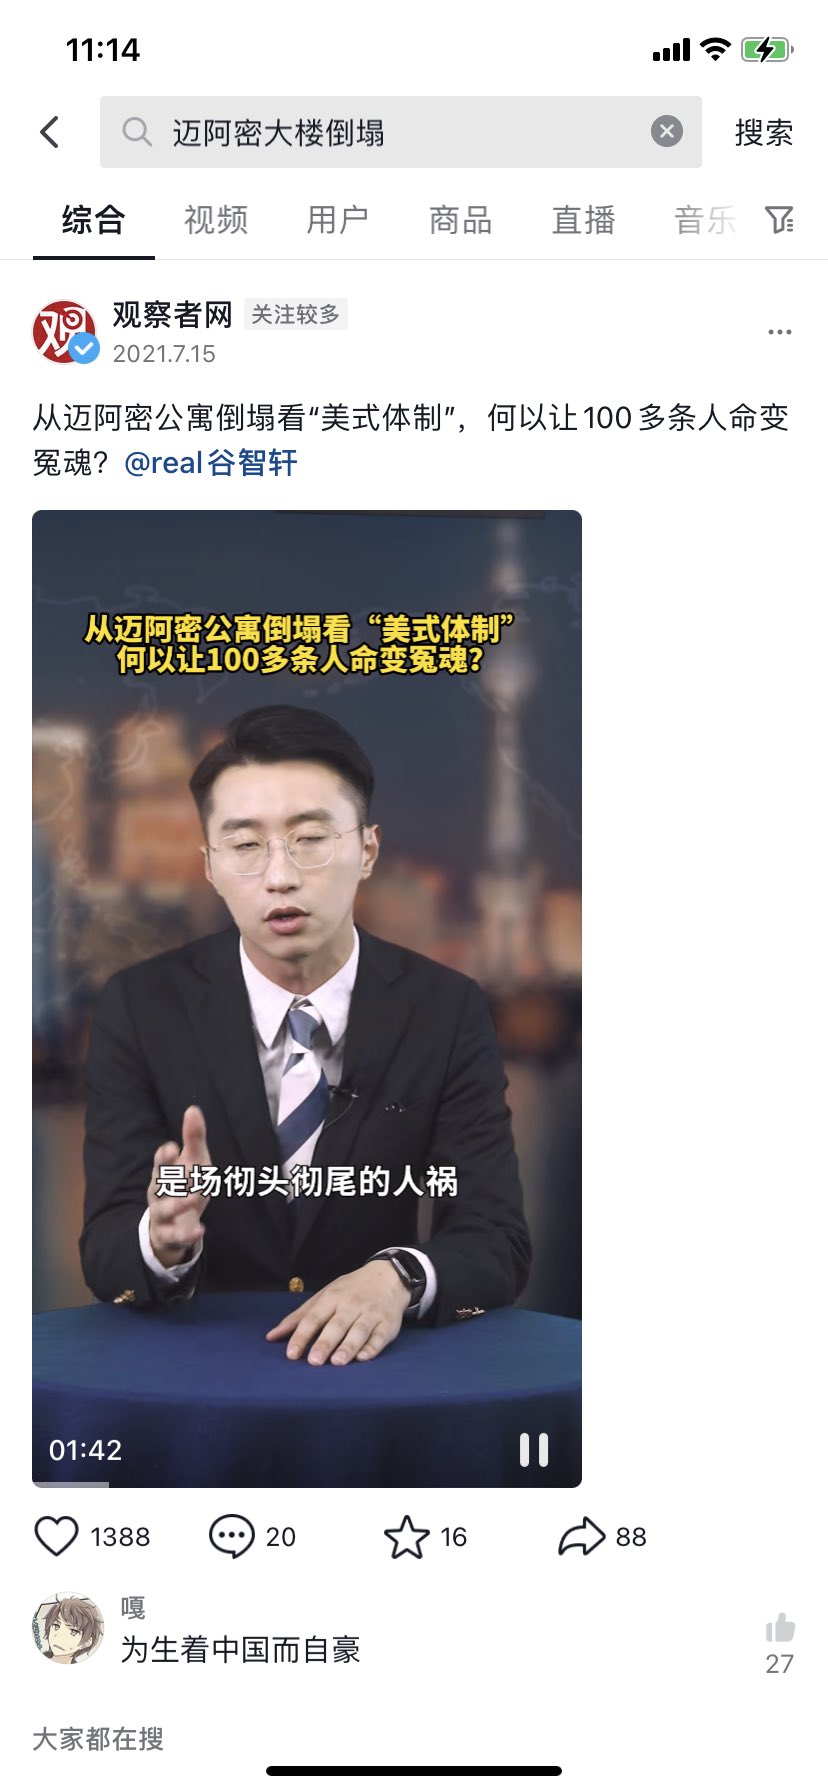 11:14
迈阿密大楼倒塌
搜索
综合
视频
用户
商品
直播
音乐
观察者网
关注较多
2021.7.15
从迈阿密公寓倒塌看“美式体制”，何以让100多条人命变
冤魂？@real谷智轩
从迈阿密公寓倒塌看“美式体制”
何以让100多条人命变冤魂?
是场彻头彻尾的人祸
01:42
1388
20
16
88
嘎
为生着中国而自豪
27
大家都在搜